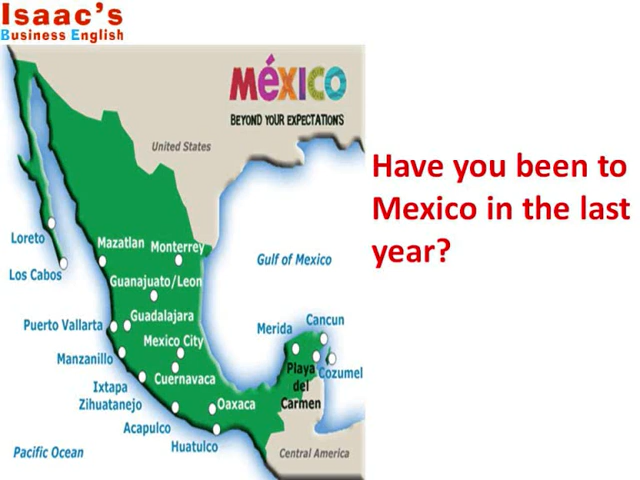 Isaac's
Business English
México
BEYOND YOUR EXPECTATIONS
United States
Have you been to
Mexico in the last
year?
Loreto
Mazatlan
Monterrey
Gulf of Mexico
Los Cabos
Guanajuato/Leon
Puerto Vallarta
Guadalajara
Merida
Cancun
Manzanillo
Mexico City
Playa
del
Carmen
Cozumel
Ixtapa
Zihuatanejo
Cuernavaca
Oaxaca
Acapulco
Huatulco
Pacific Ocean
Central America